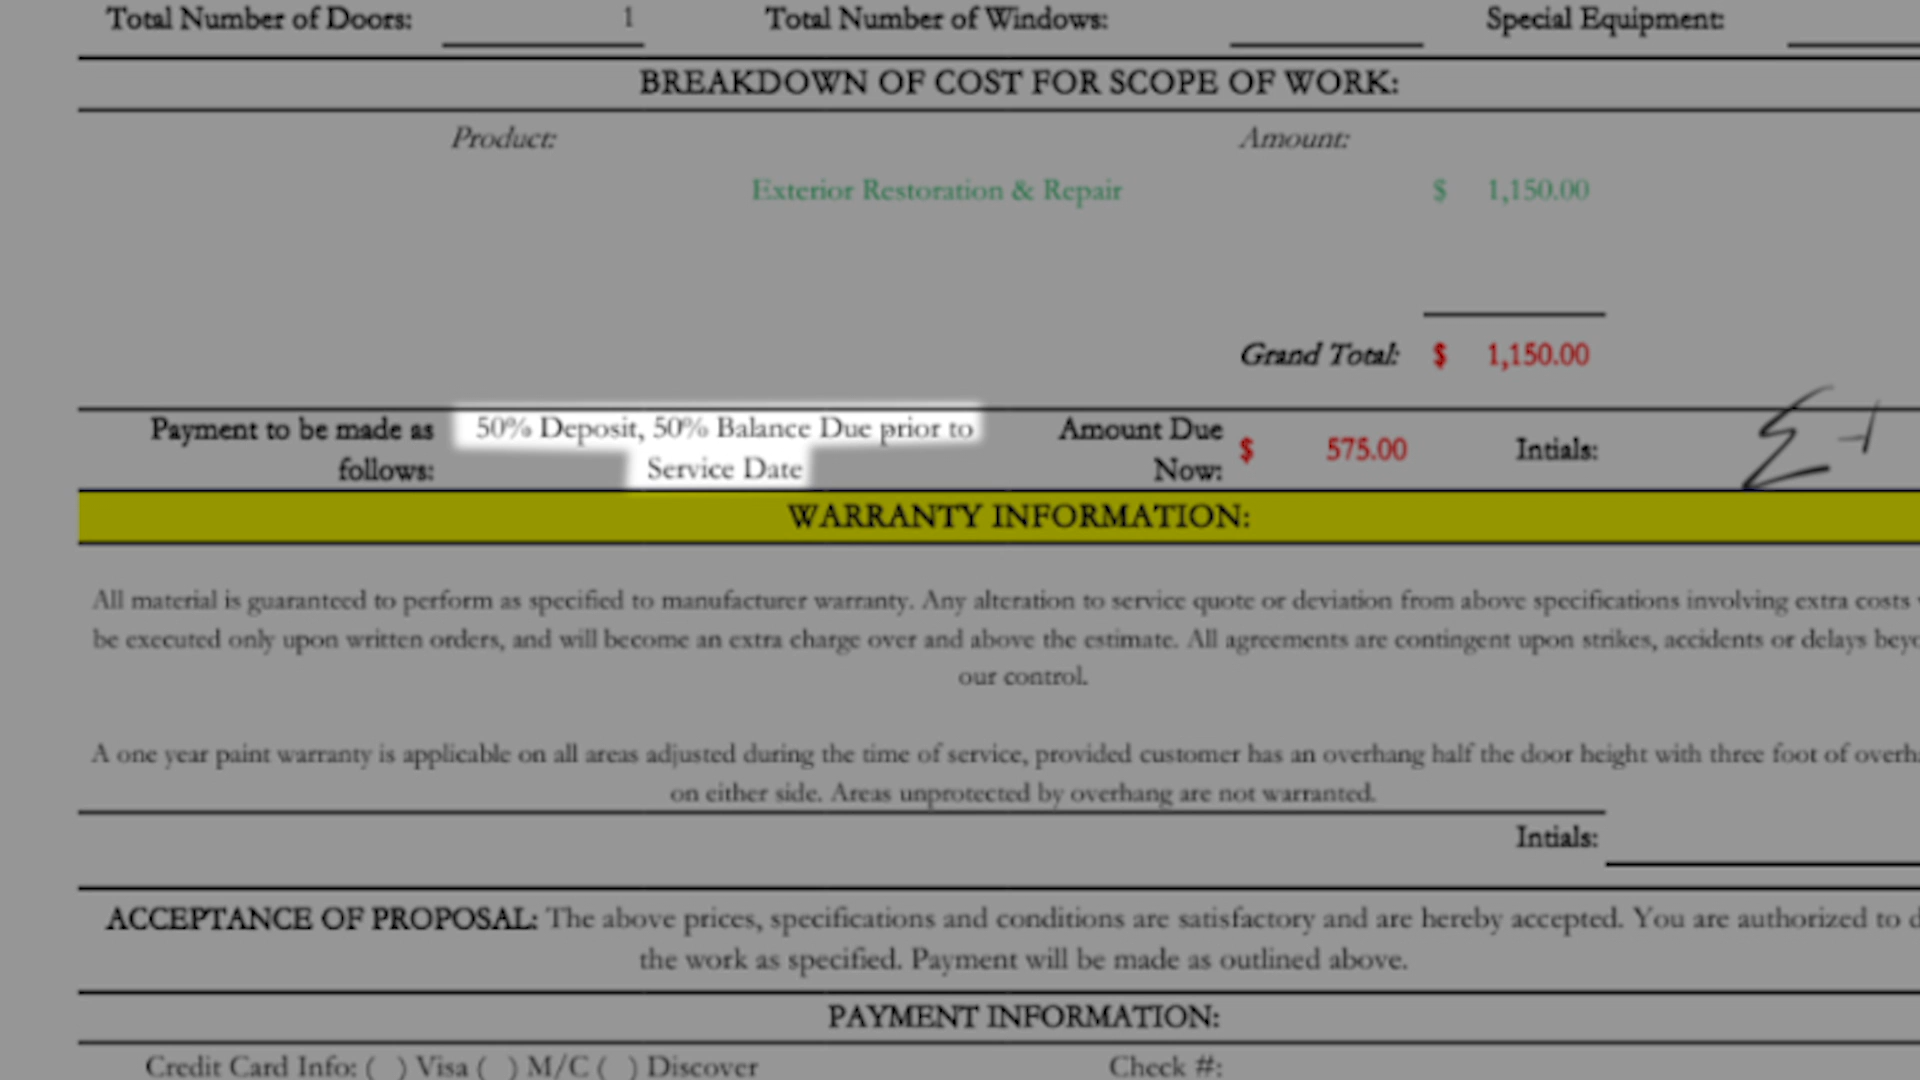 Total Number of Doors: 1 Total Number of Windows: Special Equipment:
BREAKDOWN OF COST FOR SCOPE OF WORK:
Product: Amount:
Exterior Restoration & Repair $ 1,150.00
Grand Total: $ 1,150.00
Payment to be made as follows: 50% Deposit, 50% Balance Due prior to Service Date Amount Due Now: $ 575.00 Intials:
WARRANTY INFORMATION:
All material is guaranteed to perform as specified to manufacturer warranty. Any alteration to service quote or deviation from above specifications involving extra costs
be executed only upon written orders, and will become an extra charge over and above the estimate. All agreements are contingent upon strikes, accidents or delays
our control.
A one year paint warranty is applicable on all areas adjusted during the time of service, provided customer has an overhang half the door height with three foot of
on either side. Areas unprotected by overhang are not warranted.
Intials:
ACCEPTANCE OF PROPOSAL: The above prices, specifications and conditions are satisfactory and are hereby accepted. You are authorized to
the work as specified. Payment will be made as outlined above.
PAYMENT INFORMATION:
Credit Card Info: ( ) Visa ( ) M/C ( ) Discover Check #: